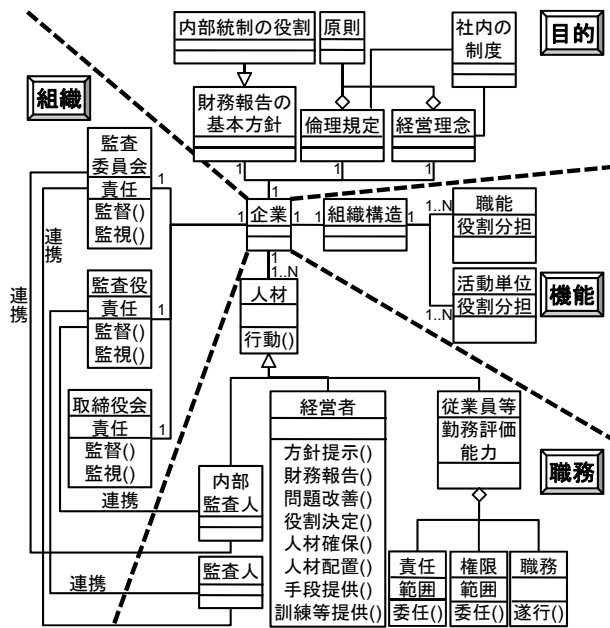 内部統制の役割
原則
社内の
制度
目的
組織
財務報告の
基本方針
倫理規定
経営理念
1
1
1
1
監査
委員会
責任
監督()
監視()
1
企業
1
1
組織構造
1
1
1..N
職能
役割分担
連携
連携
監査役
責任
監督()
監視()
1
1
1..N
人材
行動()
1..N
活動単位
役割分担
機能
取締役会
責任
監督()
監視()
1
連携
内部
監査人
連携
監査人
経営者
方針提示()
財務報告()
問題改善()
役割決定()
人材確保()
人材配置()
手段提供()
訓練等提供()
従業員等
勤務評価
能力
職務
責任
範囲
委任()
権限
範囲
委任()
職務
遂行()